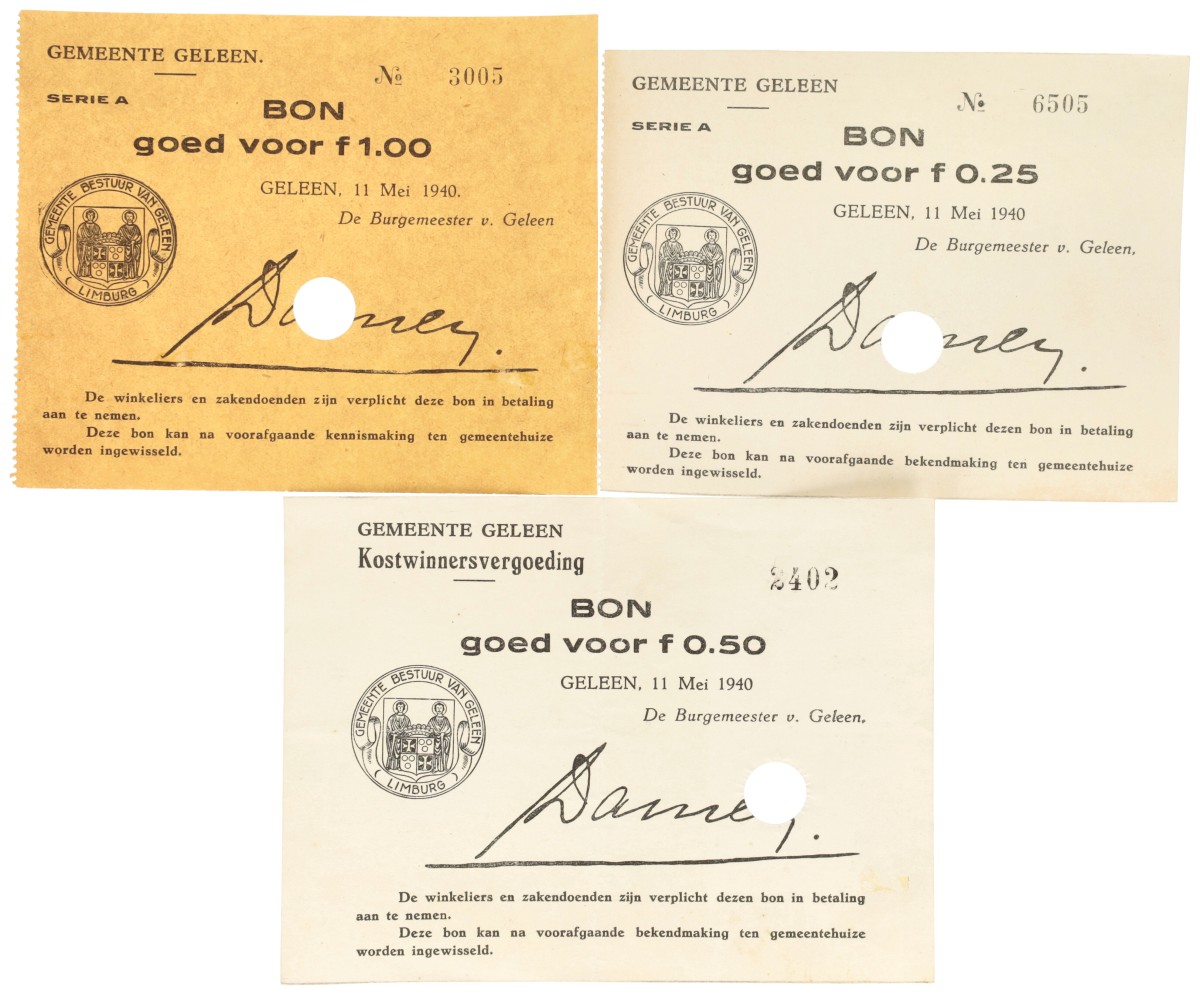 GEMEENTE GELEEN.
№ 3005
SERIE A
BON
goed voor f 1.00
GELEEN, 11 Mei 1940.
De Burgemeester v. Geleen
GEMEENTE BESTUUR VAN GELEEN
( LIMBURG )
De winkeliers en zakendoenden zijn verplicht deze bon in betaling
aan te nemen.
Deze bon kan na voorafgaande kennismaking ten gemeentehuize
worden ingewisseld.
GEMEENTE GELEEN
№ 6505
SERIE A
BON
goed voor f 0.25
GELEEN, 11 Mei 1940
De Burgemeester v. Geleen,
GEMEENTE BESTUUR VAN GELEEN
( LIMBURG )
De winkeliers en zakendoenden zijn verplicht dezen bon in betaling
aan te nemen.
Deze bon kan na voorafgaande bekendmaking ten gemeentehuize
worden ingewisseld.
GEMEENTE GELEEN
Kostwinnersvergoeding
2402
BON
goed voor f 0.50
GELEEN, 11 Mei 1940
De Burgemeester v. Geleen,
GEMEENTE BESTUUR VAN GELEEN
( LIMBURG )
De winkeliers en zakendoenden zijn verplicht dezen bon in betaling
aan te nemen.
Deze bon kan na voorafgaande bekendmaking ten gemeentehuize
worden ingewisseld.